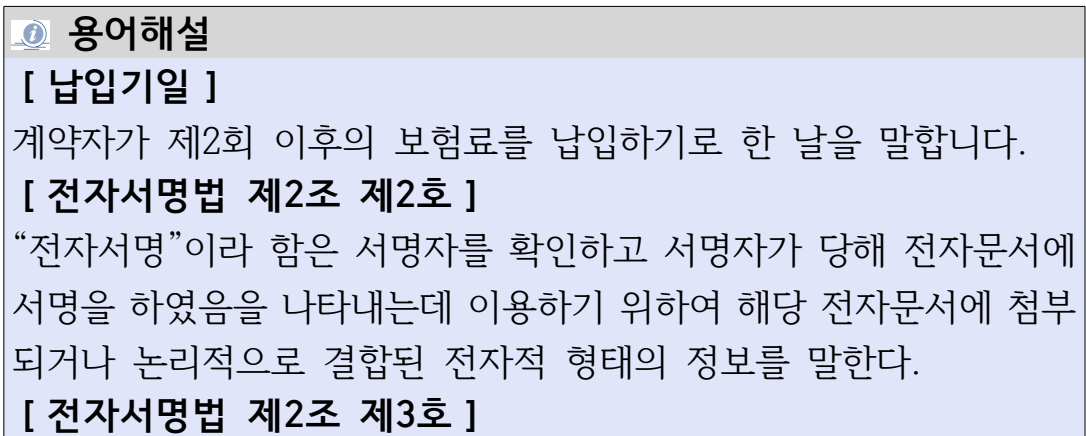 용어해설
[ 납입기일 ]
계약자가 제2회 이후의 보험료를 납입하기로 한 날을 말합니다.
[ 전자서명법 제2조 제2호 ]
“전자서명”이라 함은 서명자를 확인하고 서명자가 당해 전자문서에
서명을 하였음을 나타내는데 이용하기 위하여 해당 전자문서에 첨부
되거나 논리적으로 결합된 전자적 형태의 정보를 말한다.
[ 전자서명법 제2조 제3호 ]